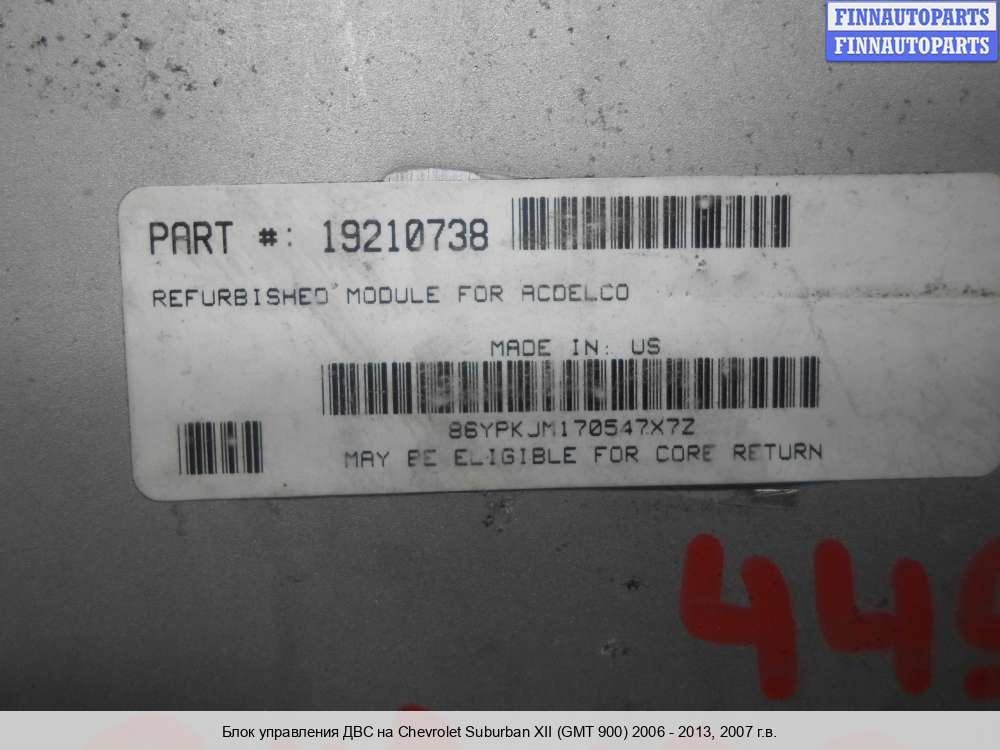 FINNAUTOPARTS
FINNAUTOPARTS
PART #: 19210738
REFURBISHED MODULE FOR ACDELCO
MADE IN: US
86YPKJM170547X7Z
MAY BE ELIGIBLE FOR CORE RETURN
44
Блок управления ДВС на Chevrolet Suburban XII (GMT 900) 2006 - 2013, 2007 г.в.